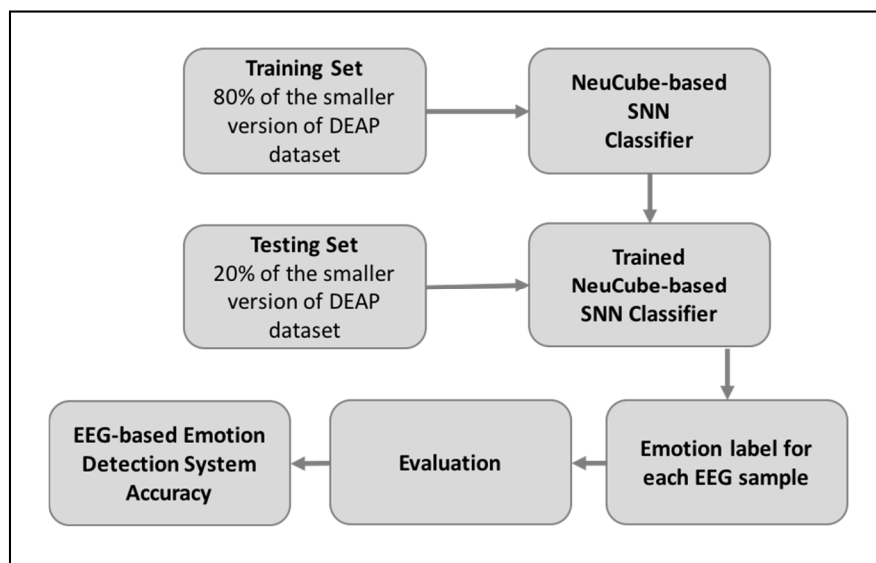 Training Set
80% of the smaller
version of DEAP
dataset
NeuCube-based
SNN
Classifier
Testing Set
20% of the smaller
version of DEAP
dataset
Trained
NeuCube-based
SNN Classifier
EEG-based Emotion
Detection System
Accuracy
Evaluation
Emotion label for
each EEG sample